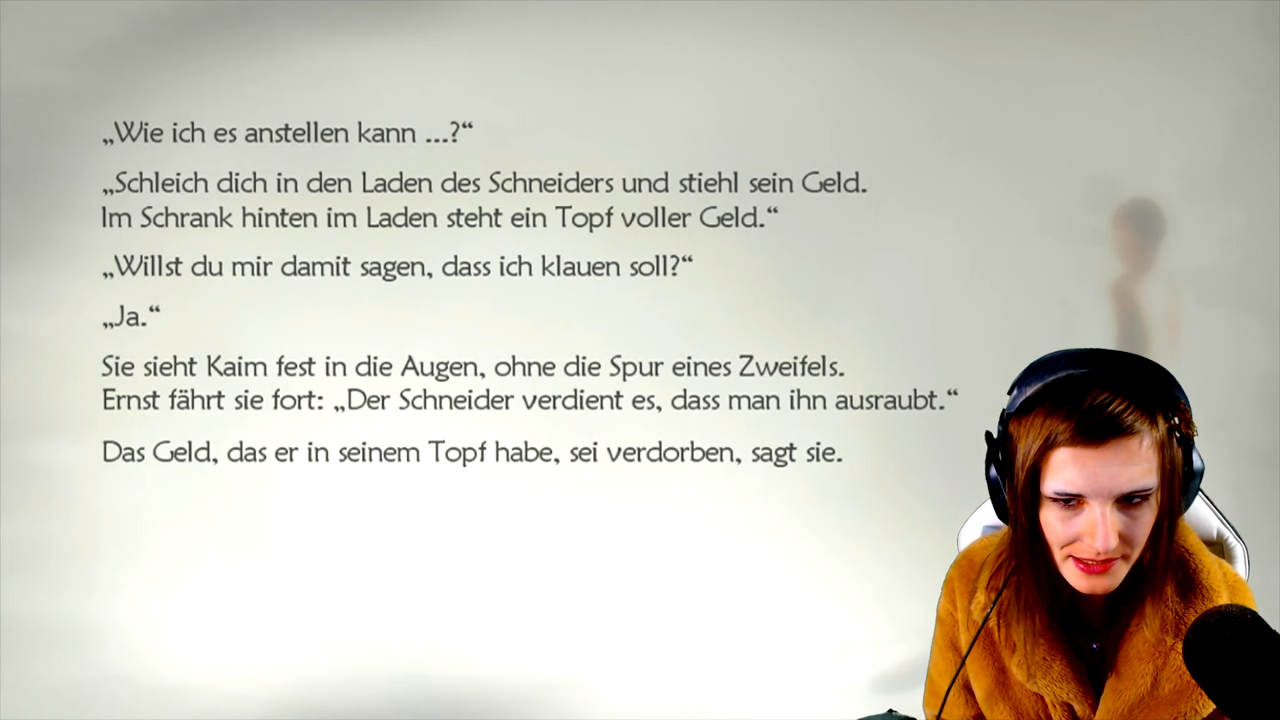 „Wie ich es anstellen kann ...?“
„Schleich dich in den Laden des Schneiders und stiehl sein Geld.
Im Schrank hinten im Laden steht ein Topf voller Geld.“
„Willst du mir damit sagen, dass ich klauen soll?“
„Ja.“
Sie sieht Kaim fest in die Augen, ohne die Spur eines Zweifels.
Ernst fährt sie fort: „Der Schneider verdient es, dass man ihn ausraubt.“
Das Geld, das er in seinem Topf habe, sei verdorben, sagt sie.